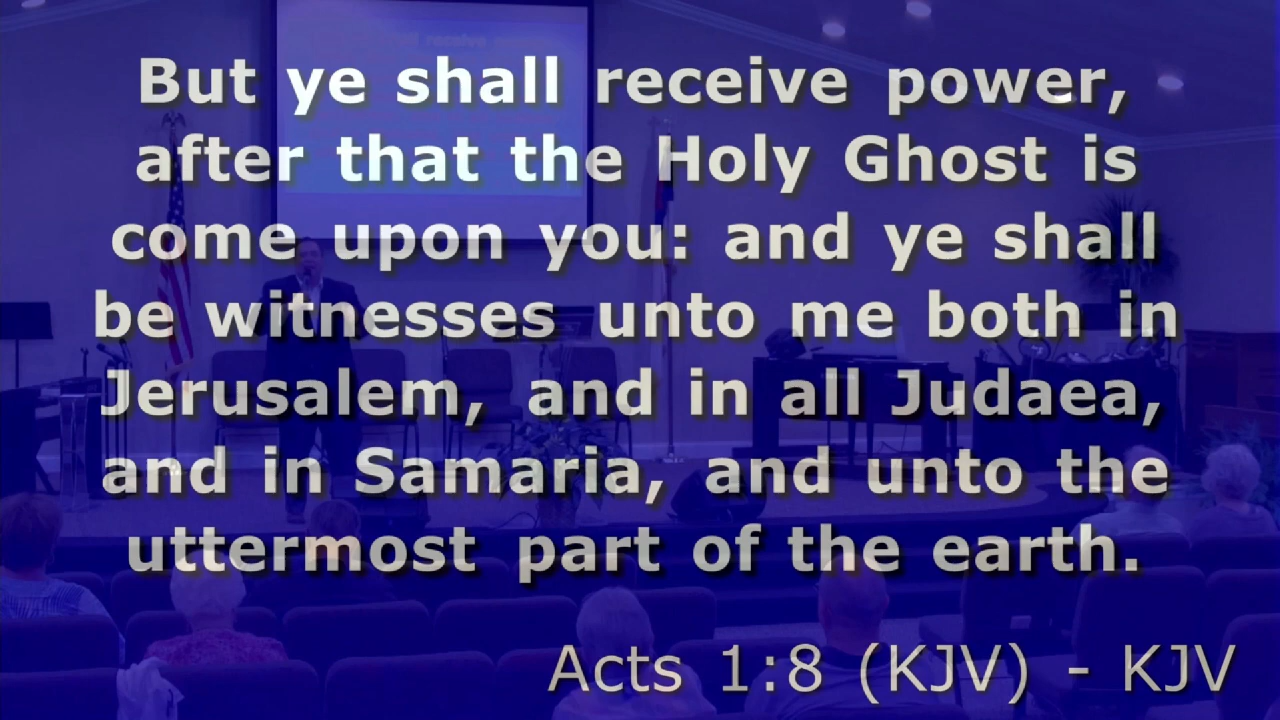 But ye shall receive power,
after that the Holy Ghost is
come upon you: and ye shall
be witnesses unto me both in
Jerusalem, and in all Judaea,
and in Samaria, and unto the
uttermost part of the earth.
Acts 1:8 (KJV) - KJV